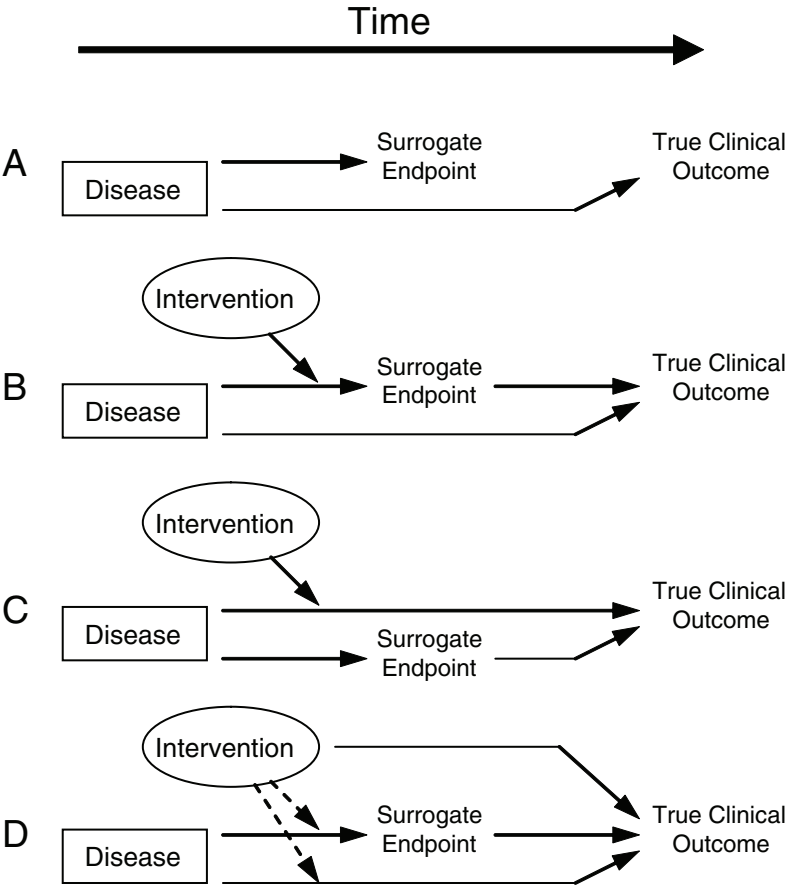 Time
A
Disease
Surrogate
Endpoint
True Clinical
Outcome
Intervention
B
Disease
Surrogate
Endpoint
True Clinical
Outcome
Intervention
C
Disease
Surrogate
Endpoint
True Clinical
Outcome
Intervention
D
Disease
Surrogate
Endpoint
True Clinical
Outcome